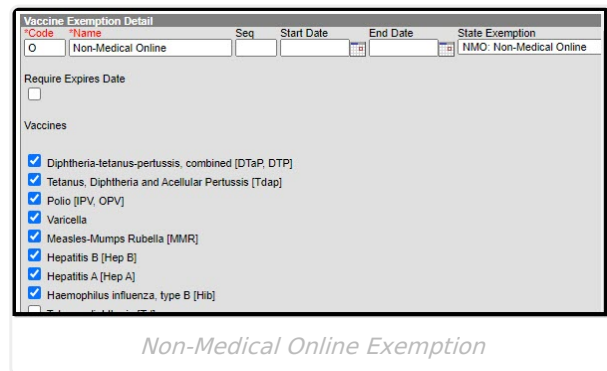 Vaccine Exemption Detail
*Code *Name Seq Start Date End Date State Exemption
O Non-Medical Online NMO: Non-Medical Online
Require Expires Date
Vaccines
Diphtheria-tetanus-pertussis, combined [DTaP, DTP]
Tetanus, Diphtheria and Acellular Pertussis [Tdap]
Polio [IPV, OPV]
Varicella
Measles-Mumps Rubella [MMR]
Hepatitis B [Hep B]
Hepatitis A [Hep A]
Haemophilus influenza, type B [Hib]
Non-Medical Online Exemption